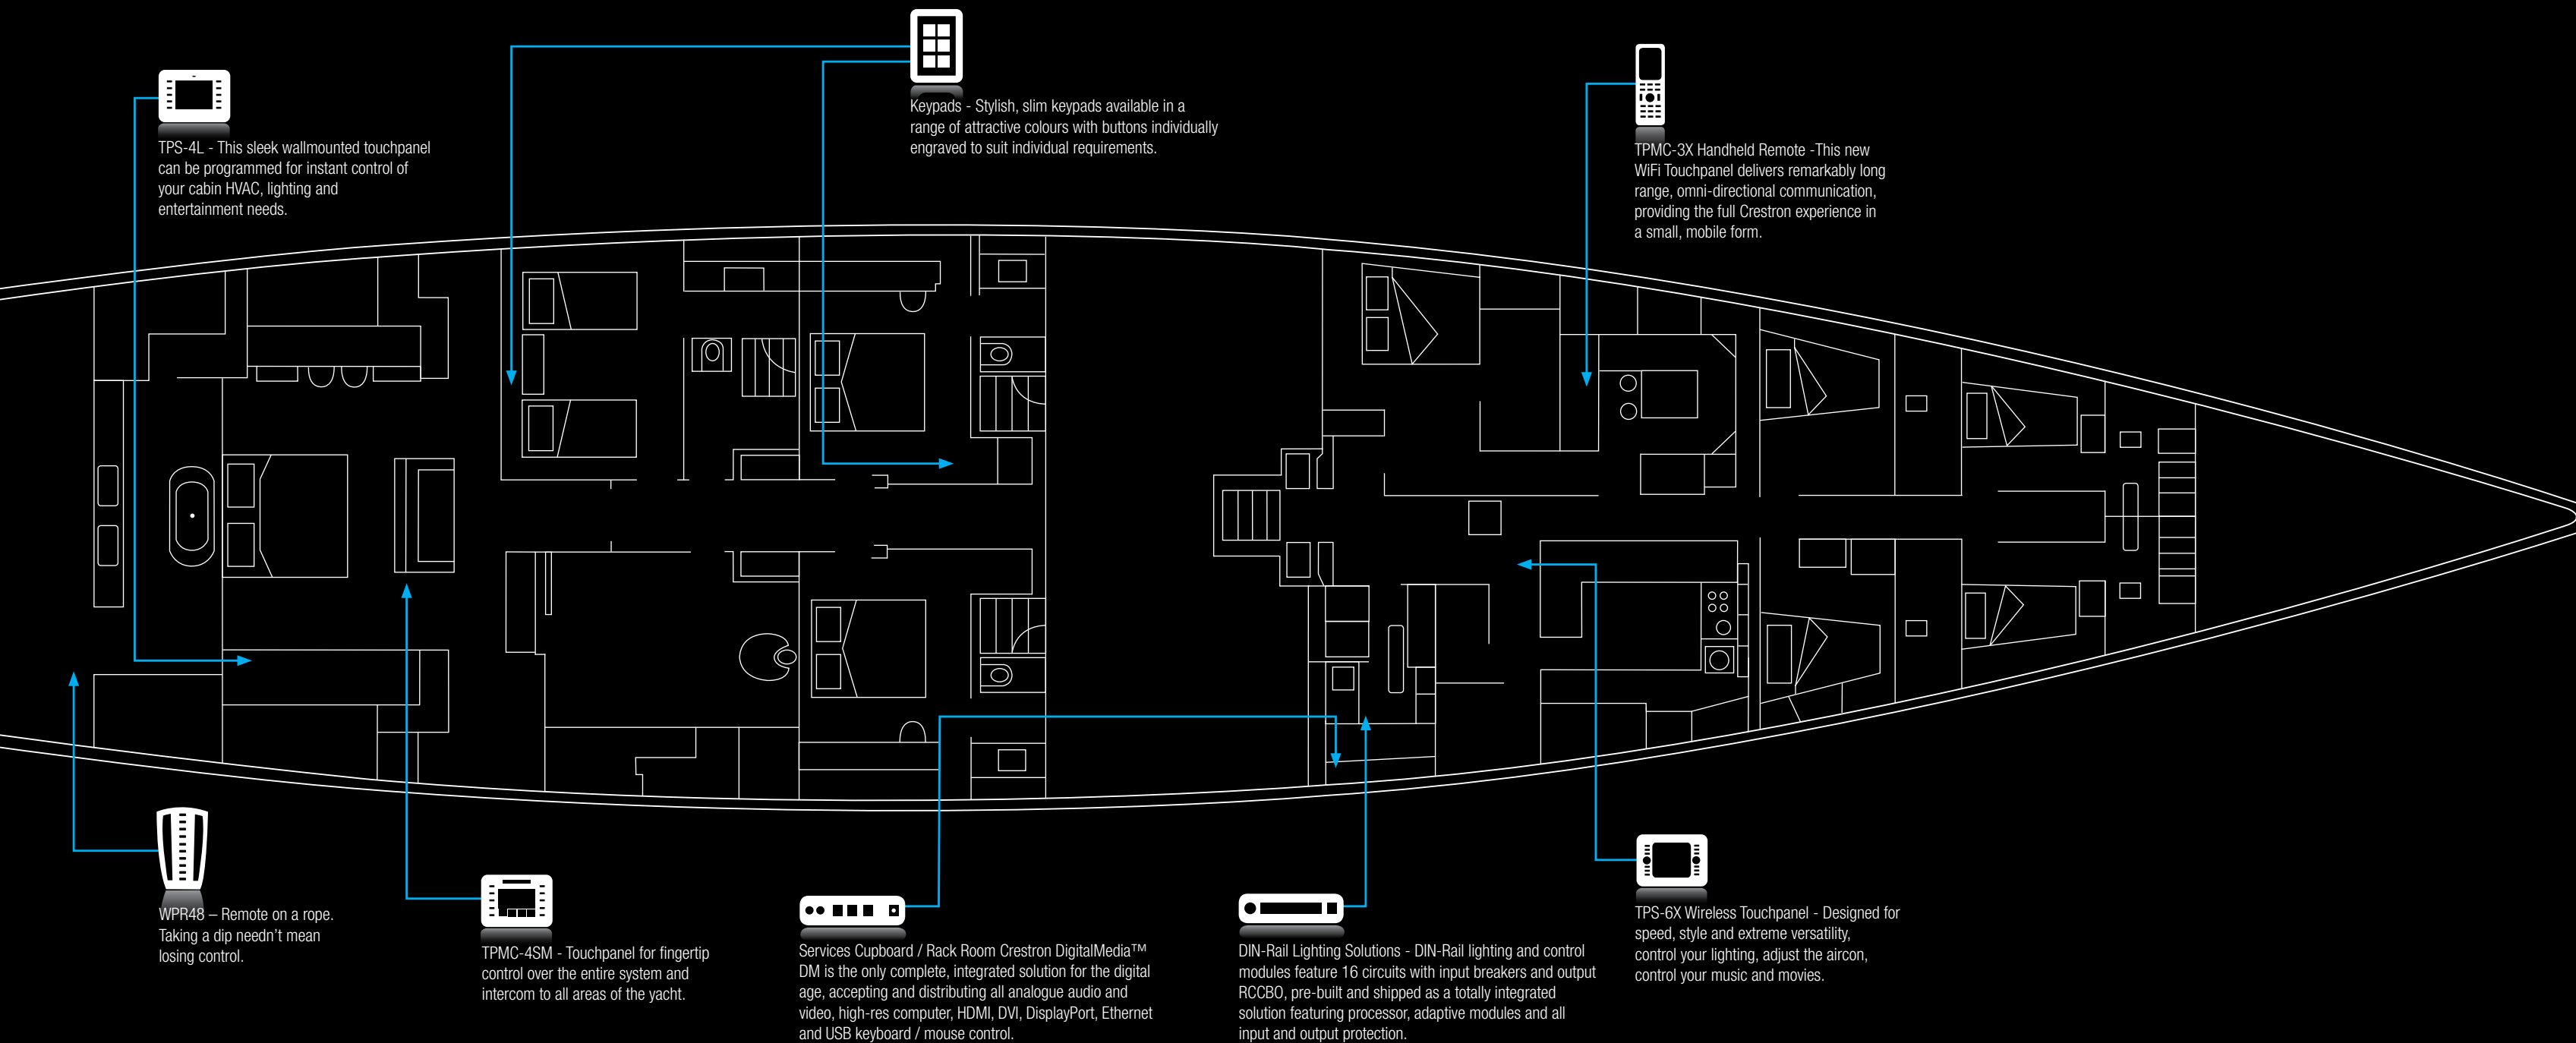 TPS-4L - This sleek wallmounted touchpanel
can be programmed for instant control of
your cabin HVAC, lighting and
entertainment needs.
Keypads - Stylish, slim keypads available in a
range of attractive colours with buttons individually
engraved to suit individual requirements.
TPMC-3X Handheld Remote -This new
WiFi Touchpanel delivers remarkably long
range, omni-directional communication,
providing the full Crestron experience in
a small, mobile form.
WPR48 – Remote on a rope.
Taking a dip needn't mean
losing control.
TPMC-4SM - Touchpanel for fingertip
control over the entire system and
intercom to all areas of the yacht.
Services Cupboard / Rack Room Crestron DigitalMedia™
DM is the only complete, integrated solution for the digital
age, accepting and distributing all analogue audio and
video, high-res computer, HDMI, DVI, DisplayPort, Ethernet
and USB keyboard / mouse control.
DIN-Rail Lighting Solutions - DIN-Rail lighting and control
modules feature 16 circuits with input breakers and output
RCCBO, pre-built and shipped as a totally integrated
solution featuring processor, adaptive modules and all
input and output protection.
TPS-6X Wireless Touchpanel - Designed for
speed, style and extreme versatility,
control your lighting, adjust the aircon,
control your music and movies.